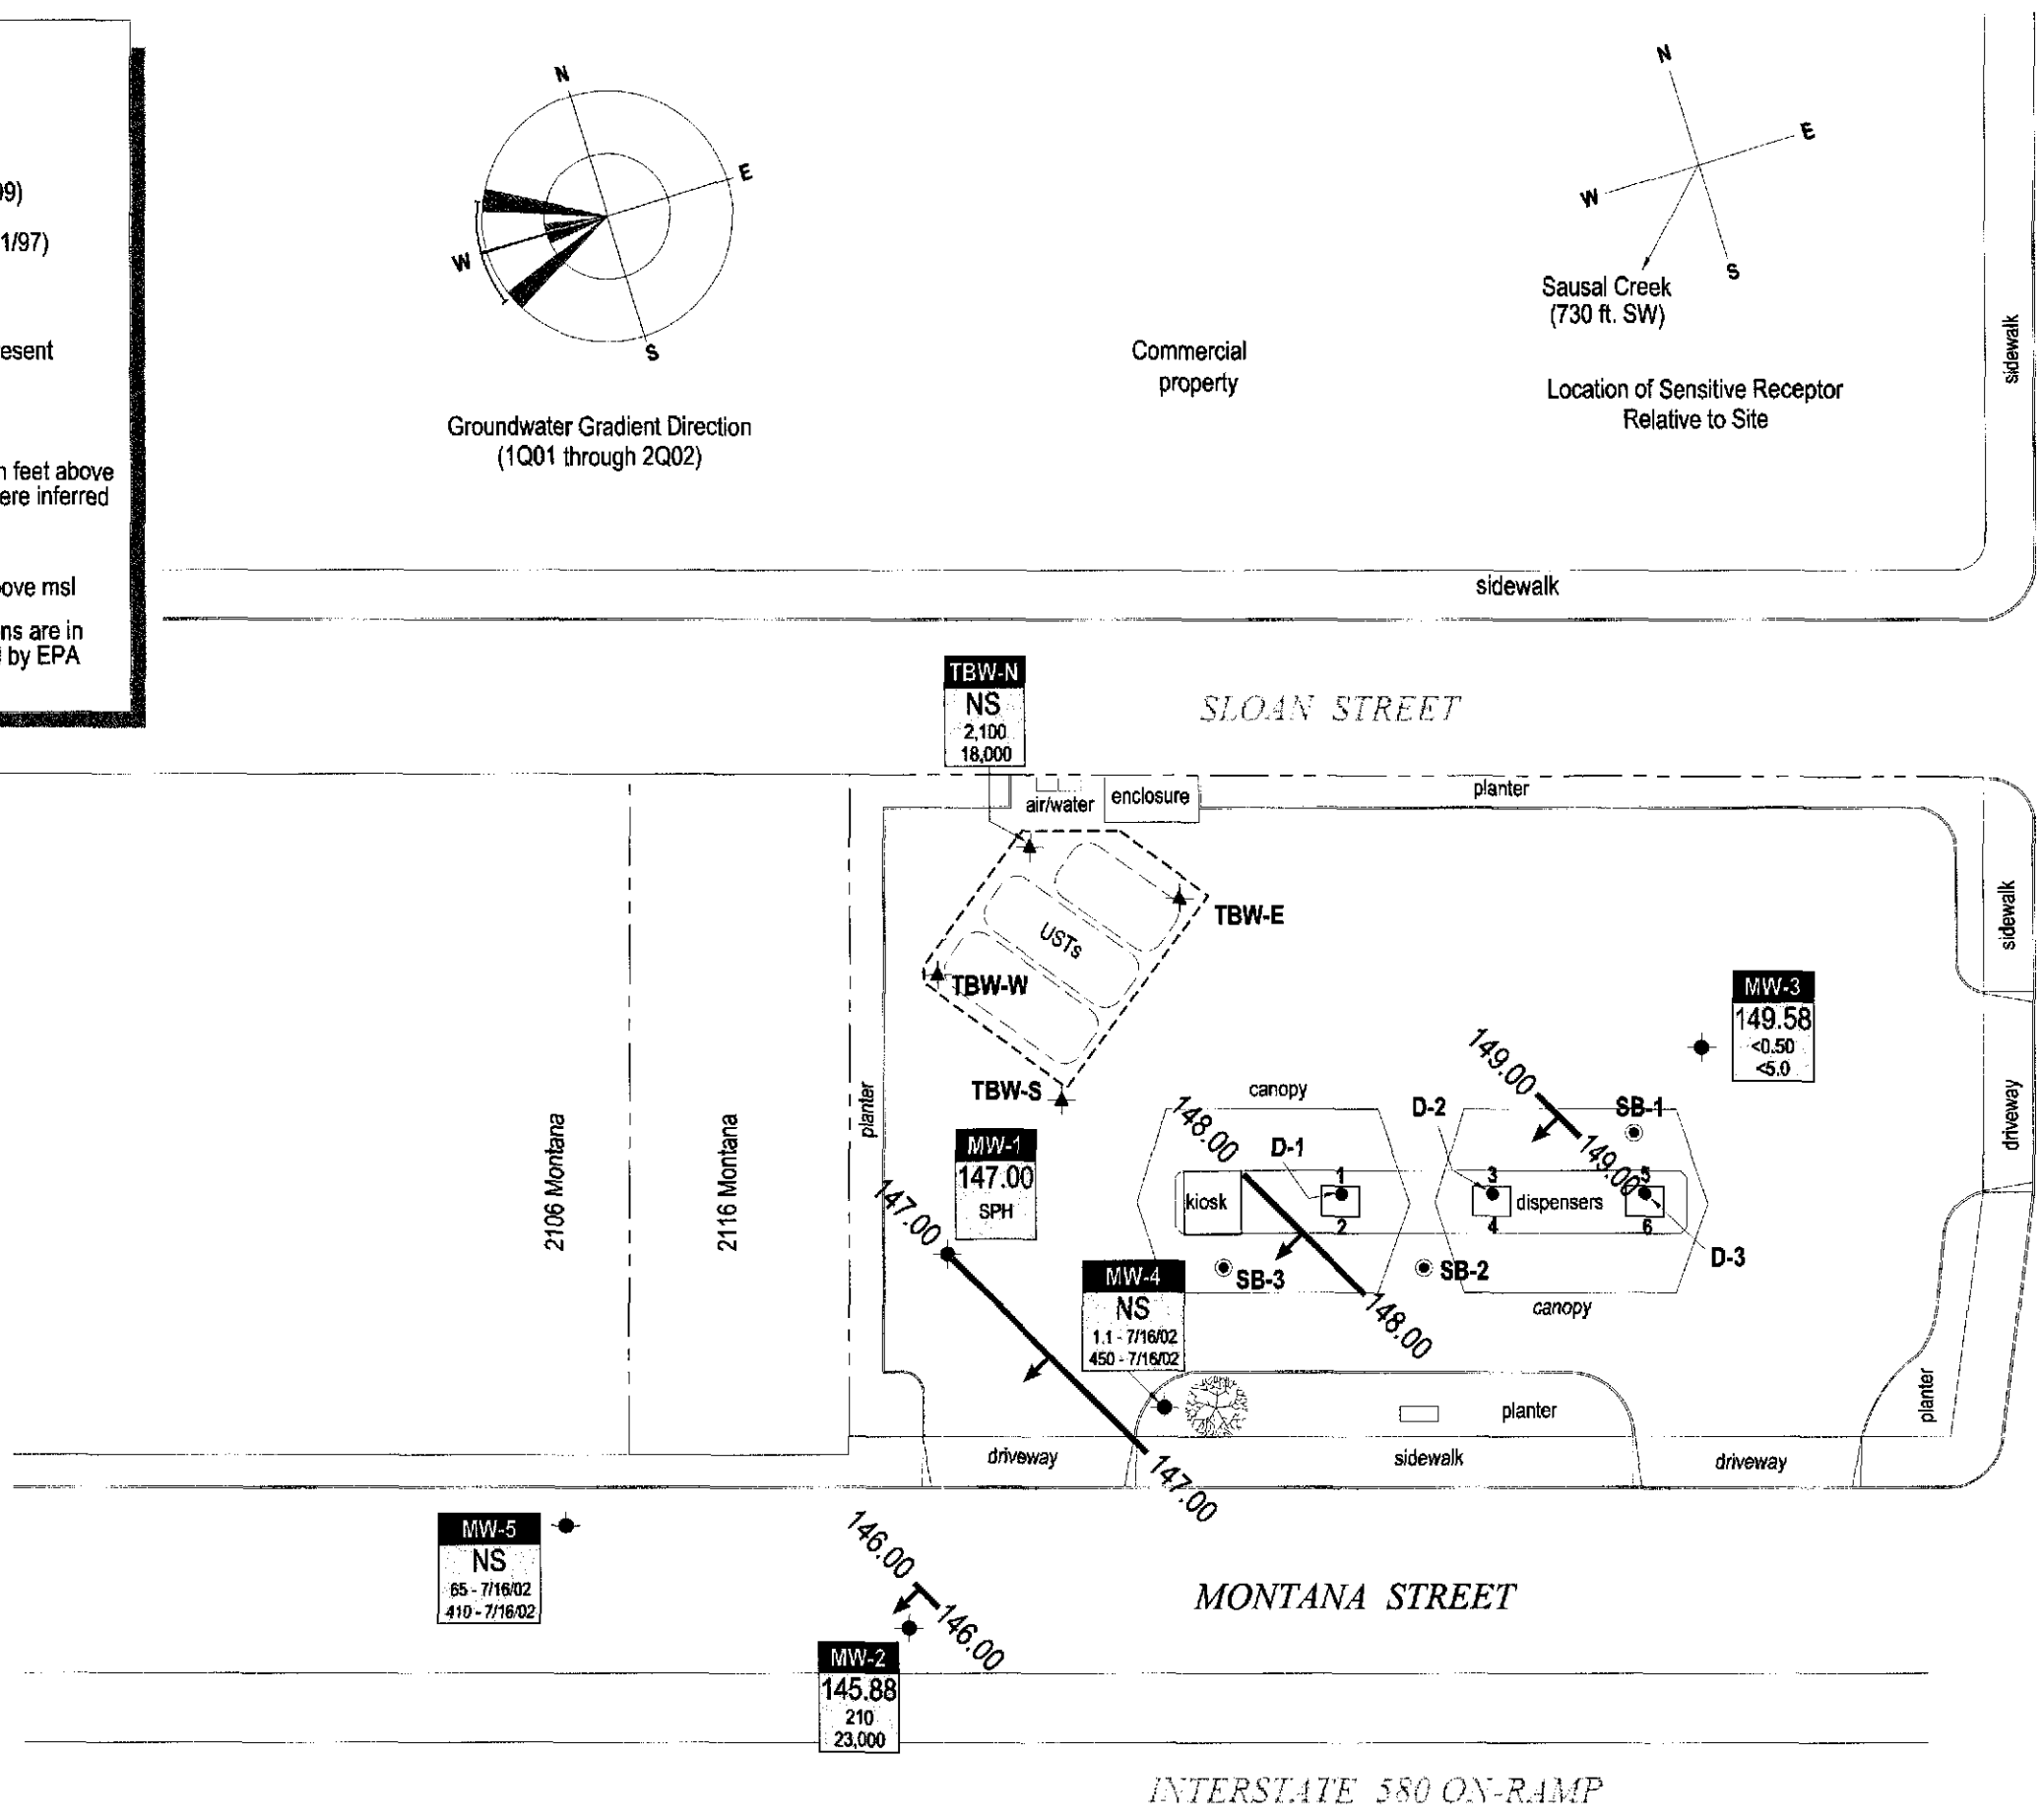 N
E
W
S
Groundwater Gradient Direction
(1Q01 through 2Q02)
Commercial
property
N
E
W
S
Sausal Creek
(730 ft. SW)
Location of Sensitive Receptor
Relative to Site
sidewalk
1/97)
esent
feet above
ere inferred
ove msl
ns are in
by EPA
sidewalk
SLOAN STREET
TBW-N
NS
2,100
18,000
air/water
enclosure
planter
USTs
TBW-E
TBW-W
TBW-S
sidewalk
MW-3
149.58
<0.50
<5.0
149.00
149.00
canopy
D-2
SB-1
148.00
148.00
D-1
kiosk
1
2
3
4
dispensers
5
6
D-3
SB-3
SB-2
canopy
driveway
planter
2106 Montana
2116 Montana
MW-1
147.00
SPH
147.00
147.00
MW-4
NS
1.1 - 7/16/02
450 - 7/16/02
planter
planter
driveway
sidewalk
driveway
MW-5
NS
65 - 7/16/02
410 - 7/16/02
146.00
146.00
MONTANA STREET
MW-2
145.88
210
23,000
INTERSTATE 580 ON-RAMP